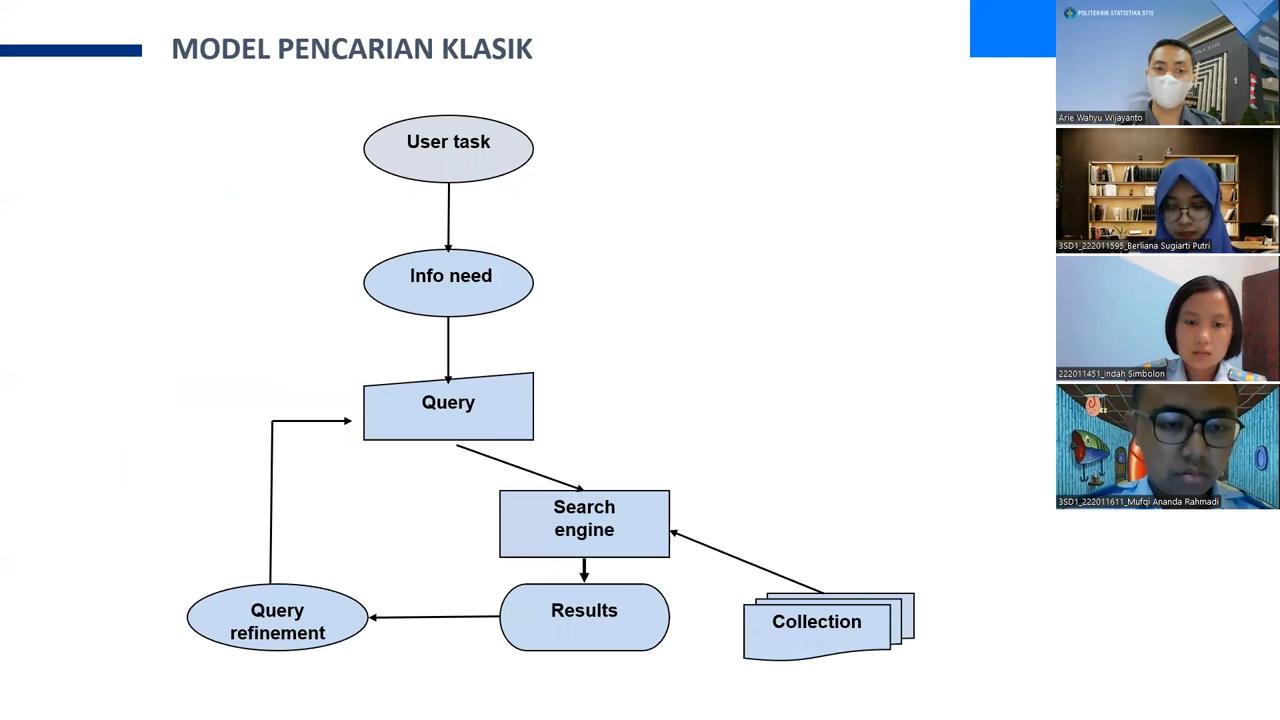 MODEL PENCARIAN KLASIK
User task
Info need
Query
Search
engine
Query
refinement
Results
Collection
POLITEKNIK STATISTIKA STIS
Arie Wahyu Wijayanto
3SD1_222011595_Berliana Sugiarti Putri
222011451_Indah Simbolon
3SD1_222011611_Mufqi Ananda Rahmadi